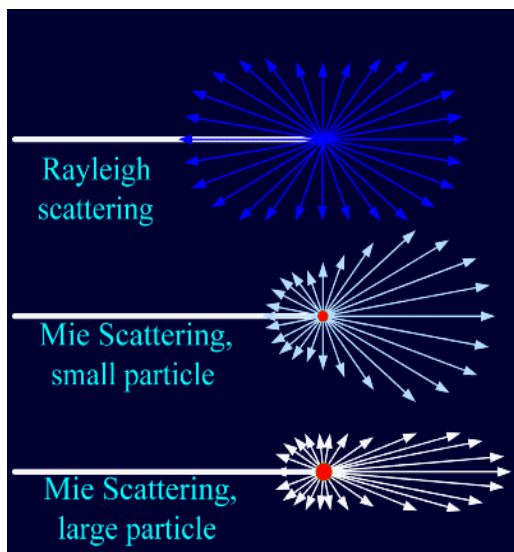 Rayleigh
scattering
Mie Scattering,
small particle
Mie Scattering,
large particle